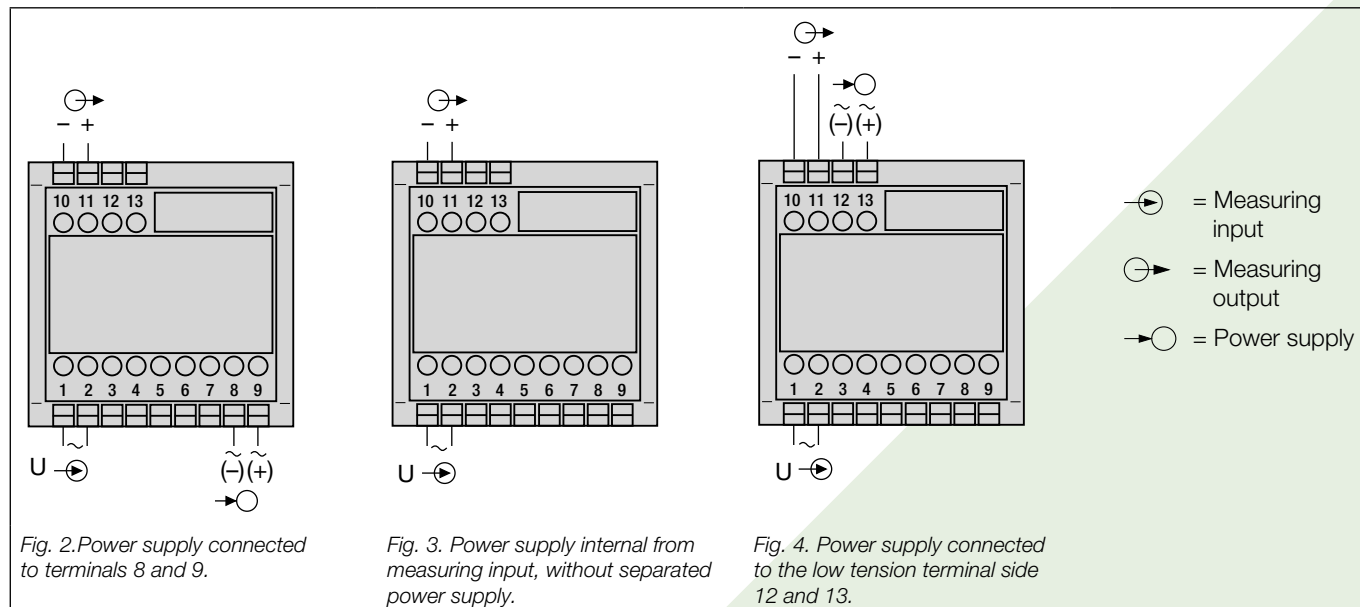 − +
10 11 12 13
1 2 3 4 5 6 7 8 9
~
U
~ ~
(−) (+)
Fig. 2.Power supply connected
to terminals 8 and 9.
− +
10 11 12 13
1 2 3 4 5 6 7 8 9
~
U
Fig. 3. Power supply internal from
measuring input, without separated
power supply.
− +
~ ~
(−) (+)
10 11 12 13
1 2 3 4 5 6 7 8 9
~
U
Fig. 4. Power supply connected
to the low tension terminal side
12 and 13.
= Measuring
input
= Measuring
output
= Power supply